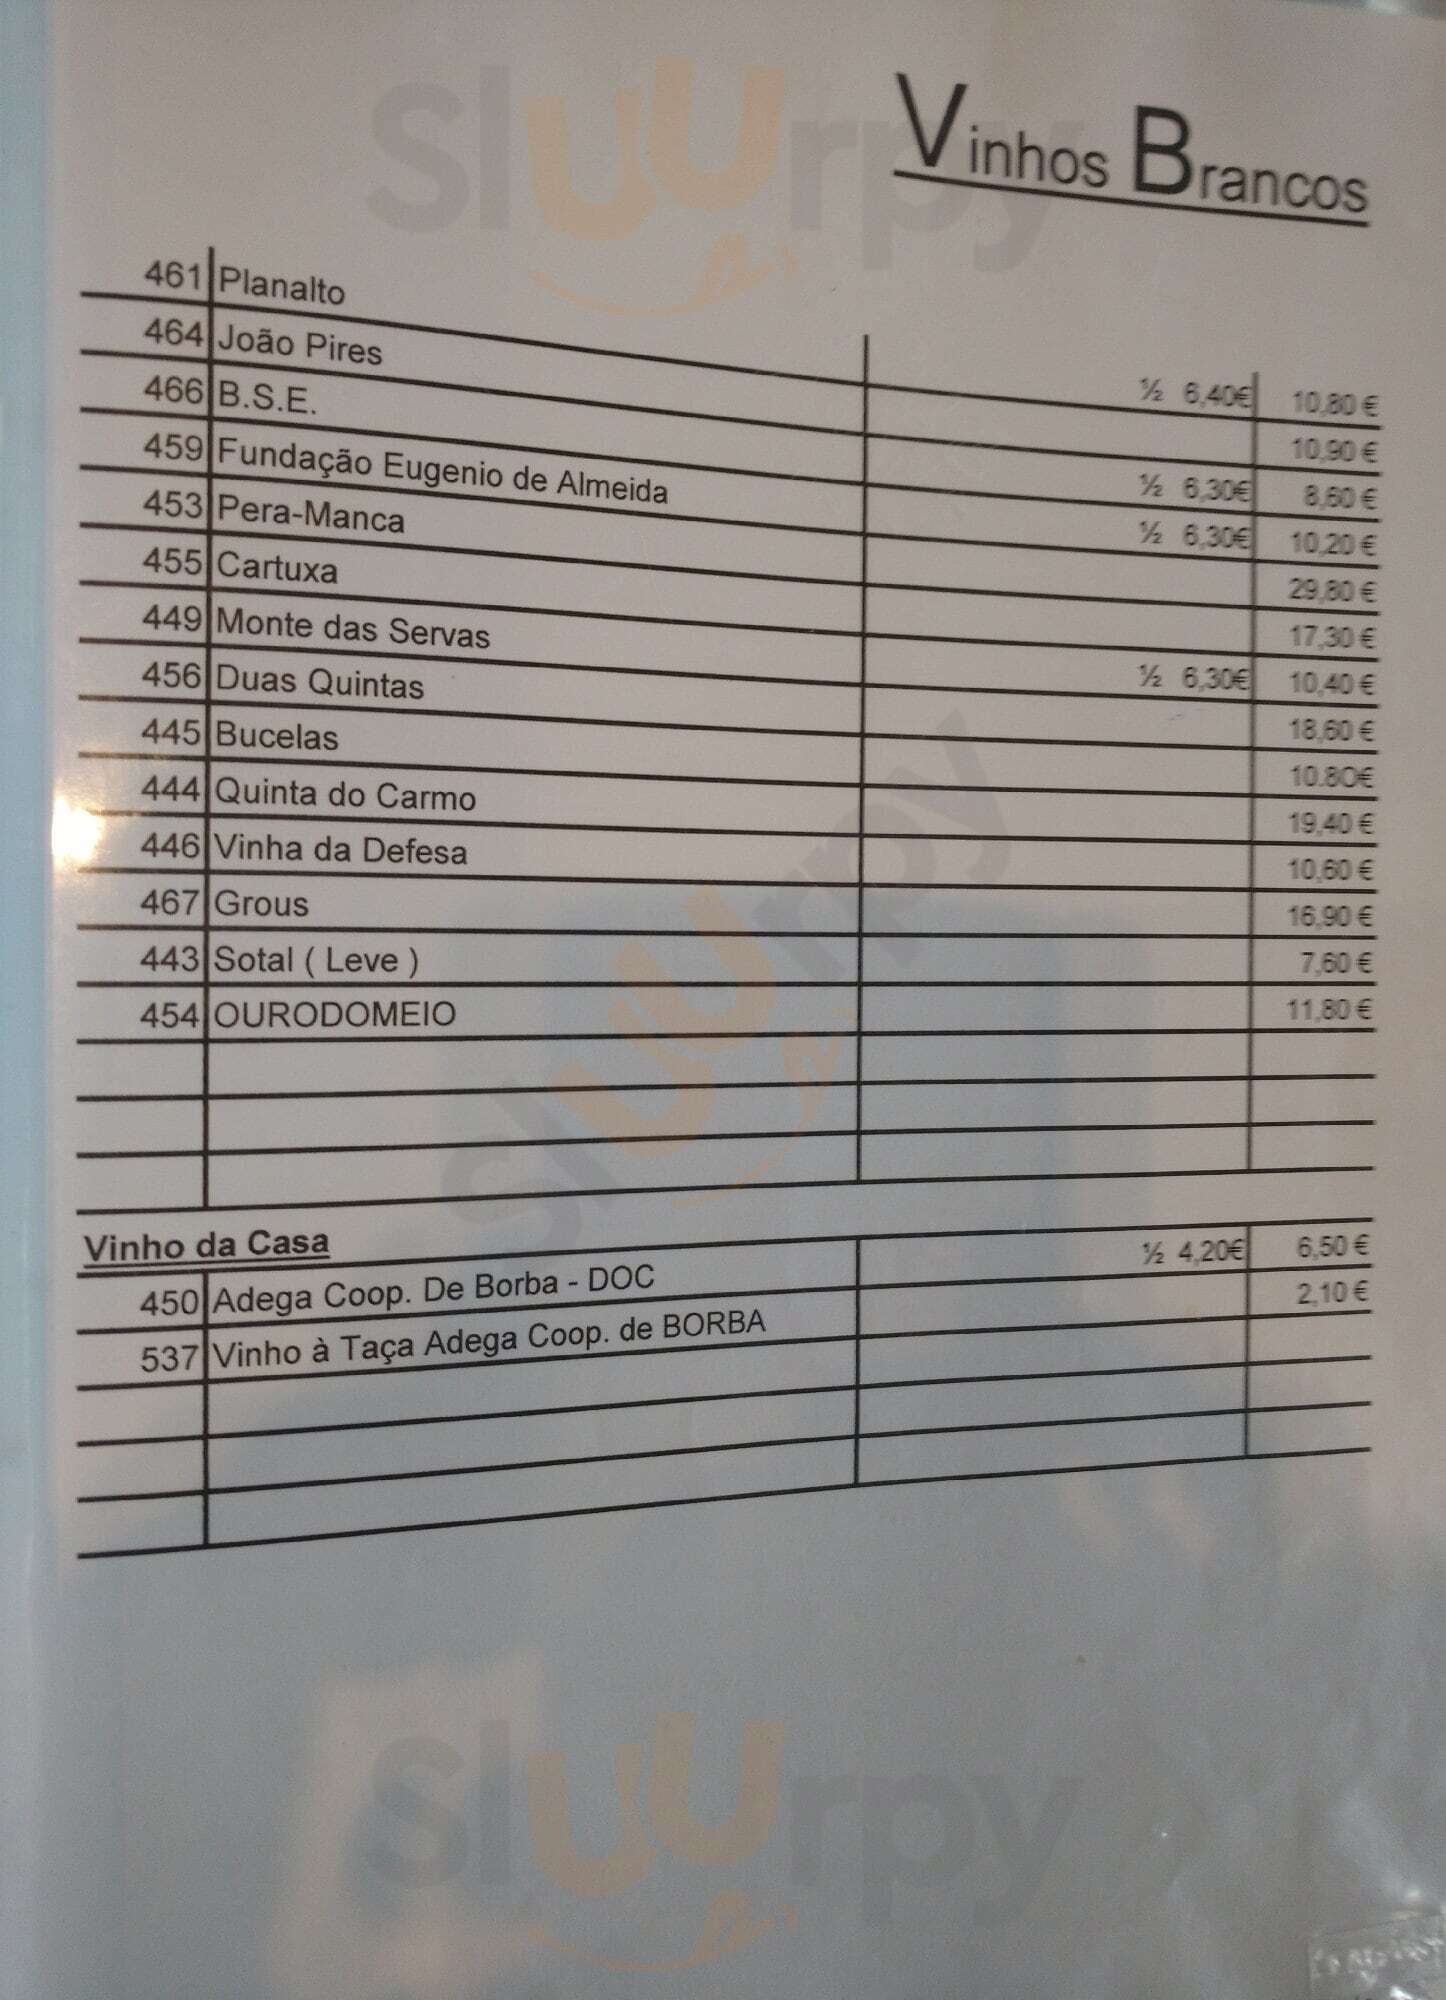 Vinhos Brancos
461 Planalto ½ 6,40€ 10,80 €
464 João Pires 10,90 €
466 B.S.E. ½ 6,30€ 8,60 €
459 Fundação Eugenio de Almeida ½ 6,30€ 10,20 €
453 Pera-Manca 29,80 €
455 Cartuxa 17,30 €
449 Monte das Servas ½ 6,30€ 10,40 €
456 Duas Quintas 18,60 €
445 Bucelas 10.80€
444 Quinta do Carmo 19,40 €
446 Vinha da Defesa 10,60 €
467 Grous 16,90 €
443 Sotal ( Leve ) 7,60 €
454 OURODOMEIO 11,80 €
Vinho da Casa
450 Adega Coop. De Borba - DOC ½ 4,20€ 6,50 €
537 Vinho à Taça Adega Coop. de BORBA 2,10 €
Sluurpy
Sluurpy
Sluurpy